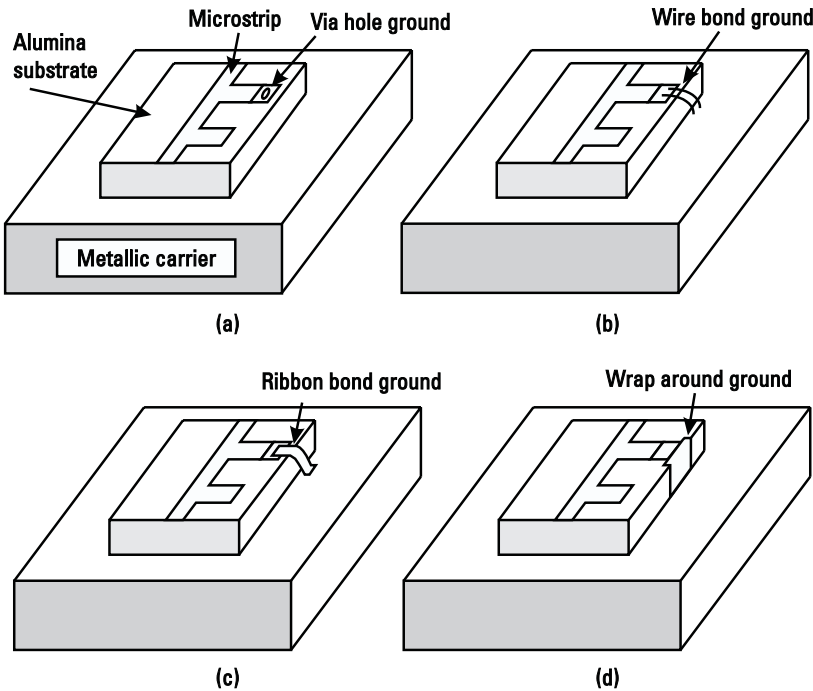 Microstrip
Via hole ground
Alumina
substrate
Metallic carrier
(a)
Wire bond ground
(b)
Ribbon bond ground
(c)
Wrap around ground
(d)